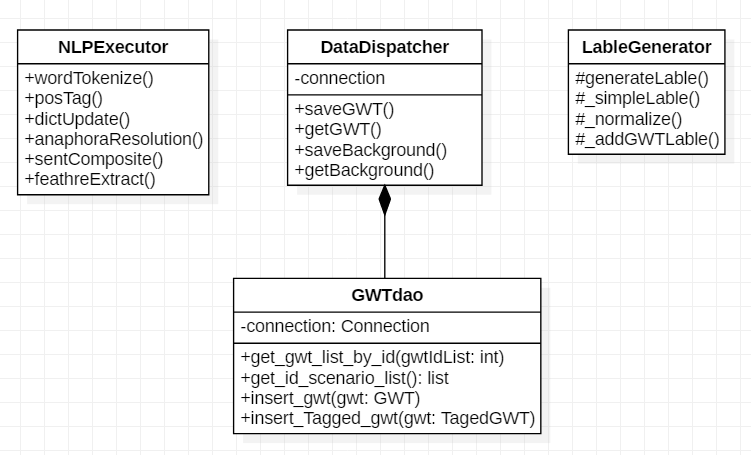 NLPExecutor
+wordTokenize()
+posTag()
+dictUpdate()
+anaphoraResolution()
+sentComposite()
+feathreExtract()
DataDispatcher
-connection
+saveGWT()
+getGWT()
+saveBackground()
+getBackground()
LableGenerator
#generateLable()
#_simpleLable()
#_normalize()
#_addGWTLable()
GWTdao
-connection: Connection
+get_gwt_list_by_id(gwtIdList: int)
+get_id_scenario_list(): list
+insert_gwt(gwt: GWT)
+insert_Tagged_gwt(gwt: TagedGWT)